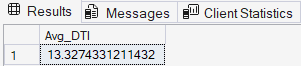 Results Messages Client Statistics
Avg_DTI
1 13.3274331211432